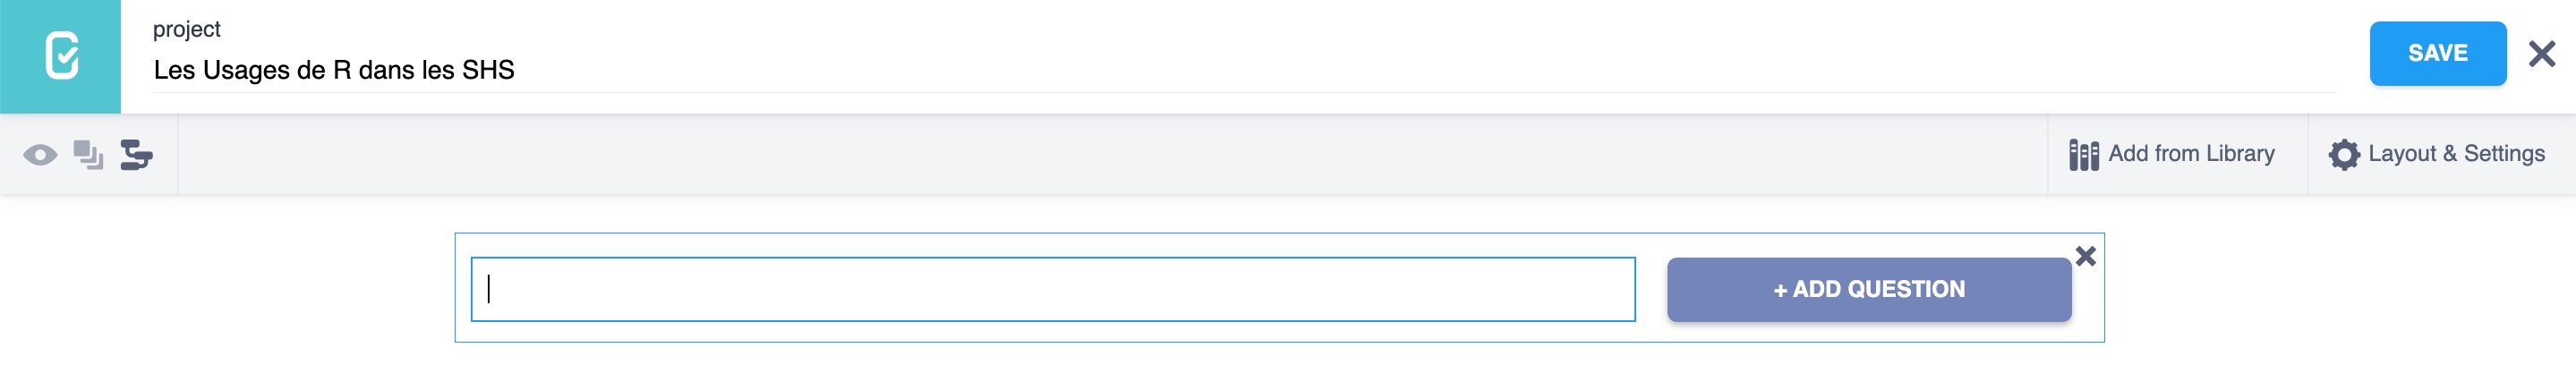 project
Les Usages de R dans les SHS
SAVE
Add from Library
Layout & Settings
+ ADD QUESTION